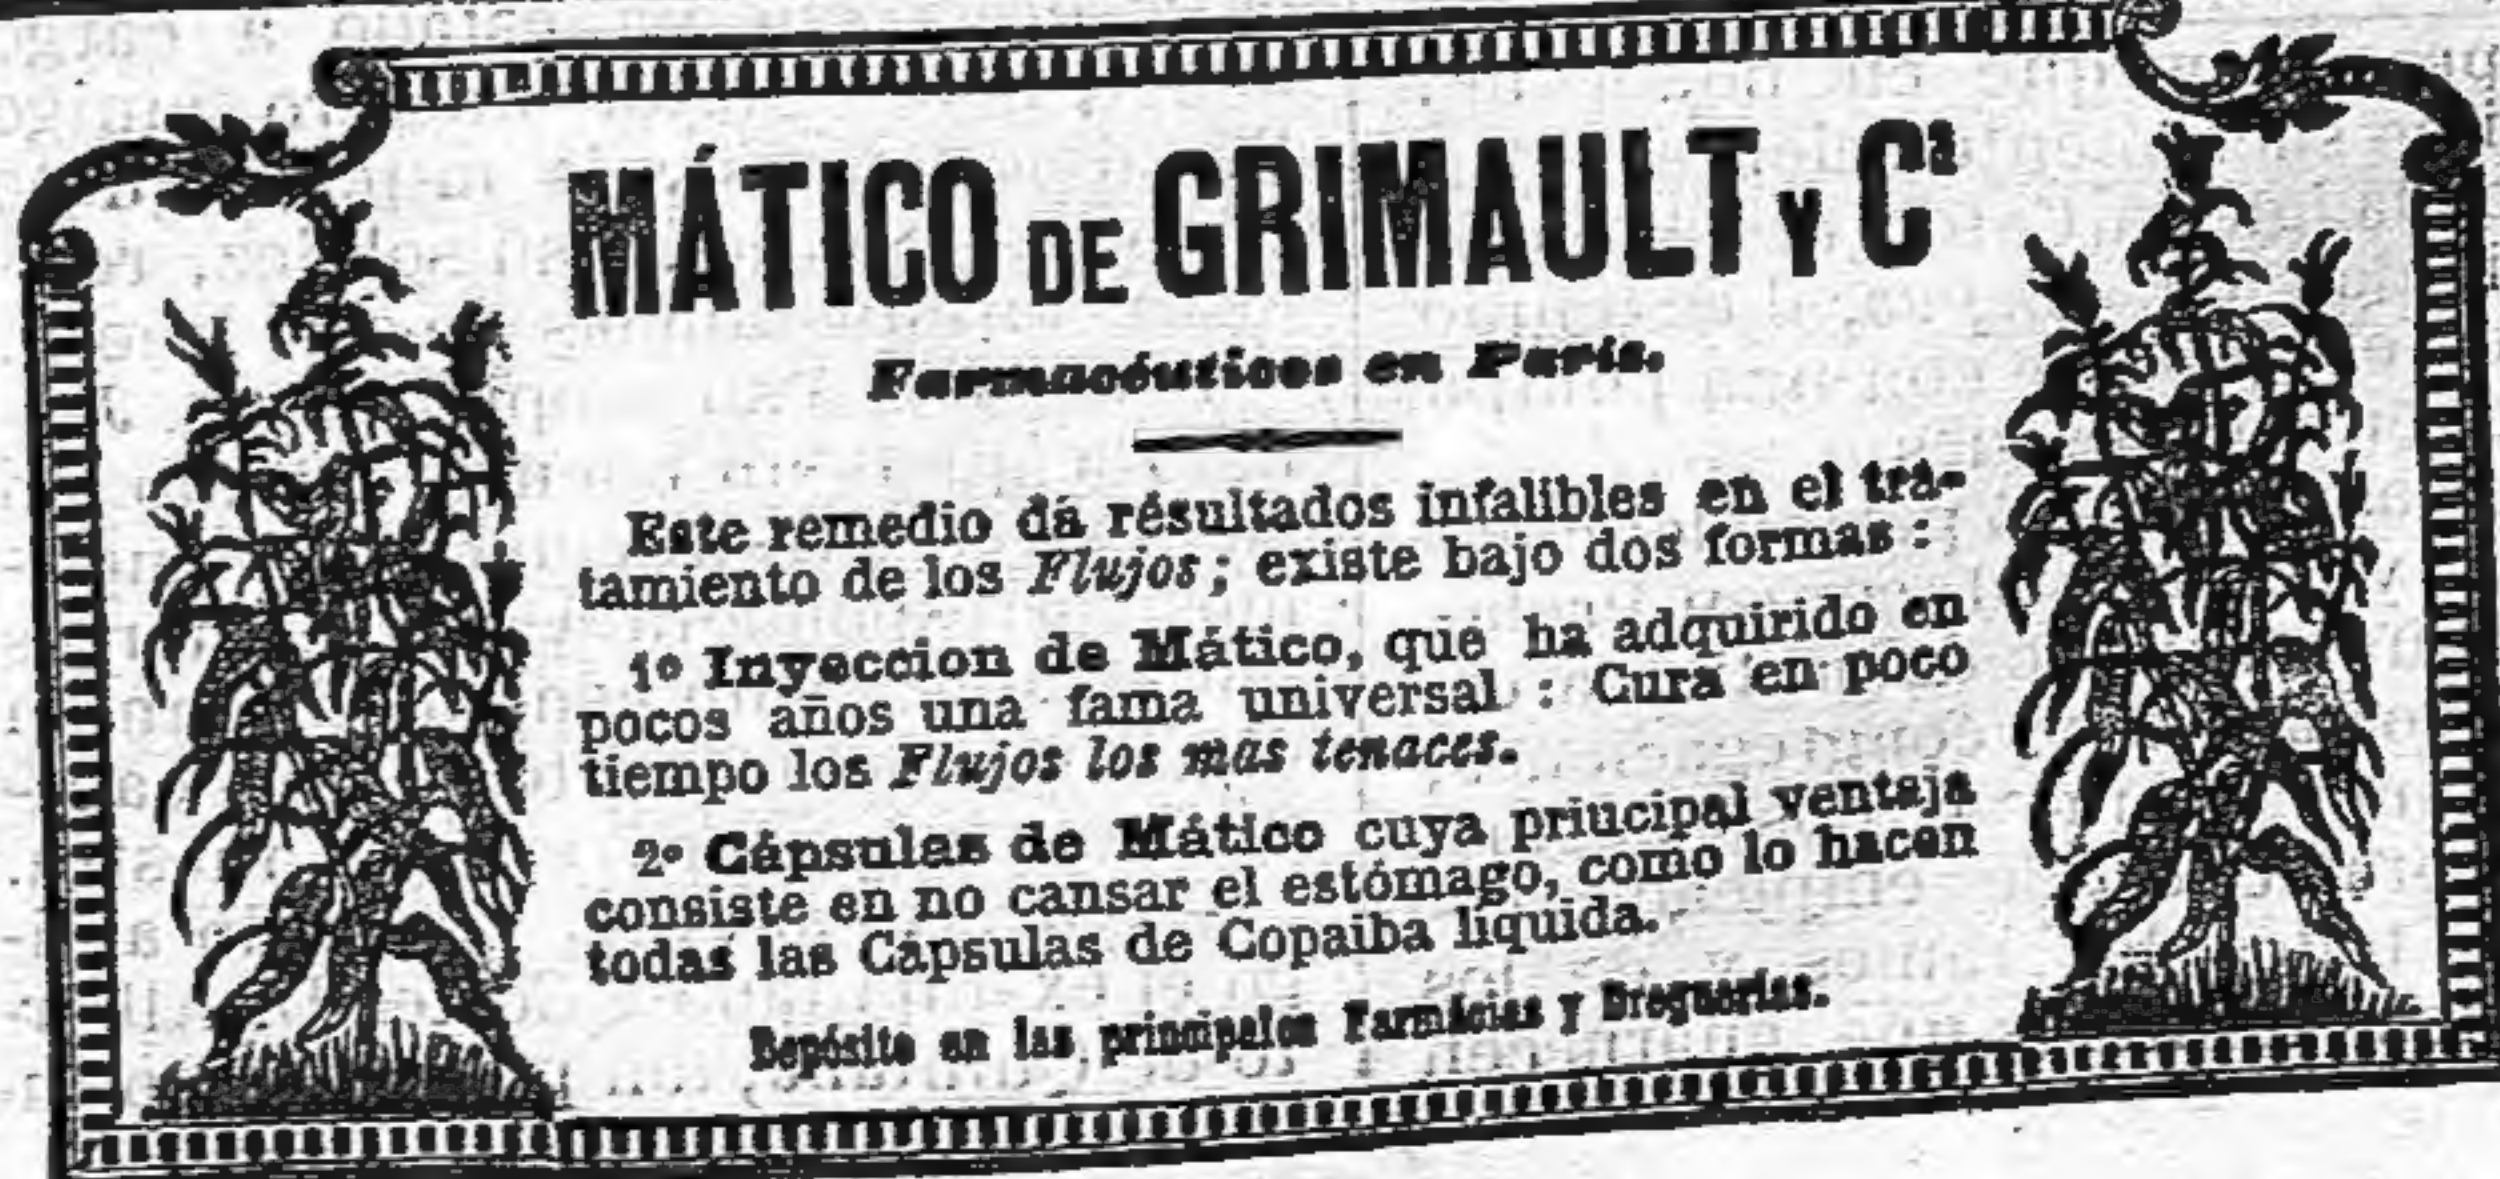 MÁTICO DE GRIMAULT Y Cª
Farmacéuticos en Paris.
Este remedio dá résultados infalibles en el tra-
tamiento de los Flujos; existe bajo dos formas :
1º Inyeccion de Mático, que ha adquirido en
pocos años una fama universal : Cura en poco
tiempo los Flujos los mas tenaces.
2º Cápsulas de Mático cuya priucipal ventaja
consiste en no cansar el estómago, como lo hacen
todas las Cápsulas de Copaiba líquida.
Depósito en las principales Farmácias y Droguerías.